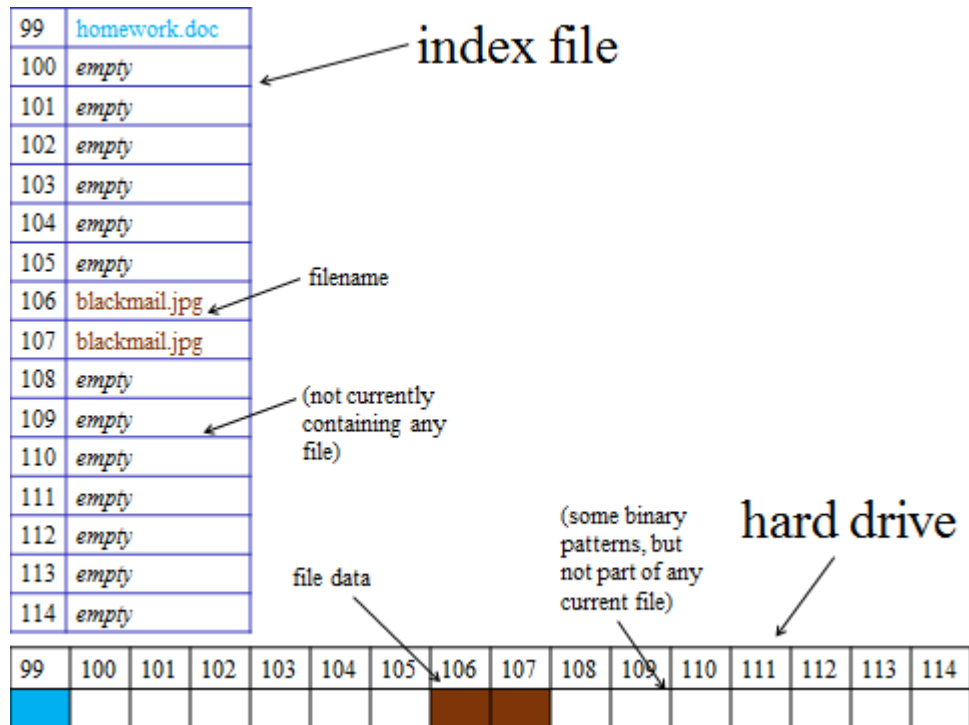 99 homework.doc
100 empty
101 empty
102 empty
103 empty
104 empty
105 empty
106 blackmail.jpg
107 blackmail.jpg
108 empty
109 empty
110 empty
111 empty
112 empty
113 empty
114 empty
index file
filename
(not currently
containing any
file)
(some binary
patterns, but
not part of any
current file)
hard drive
file data
99 100 101 102 103 104 105 106 107 108 109 110 111 112 113 114